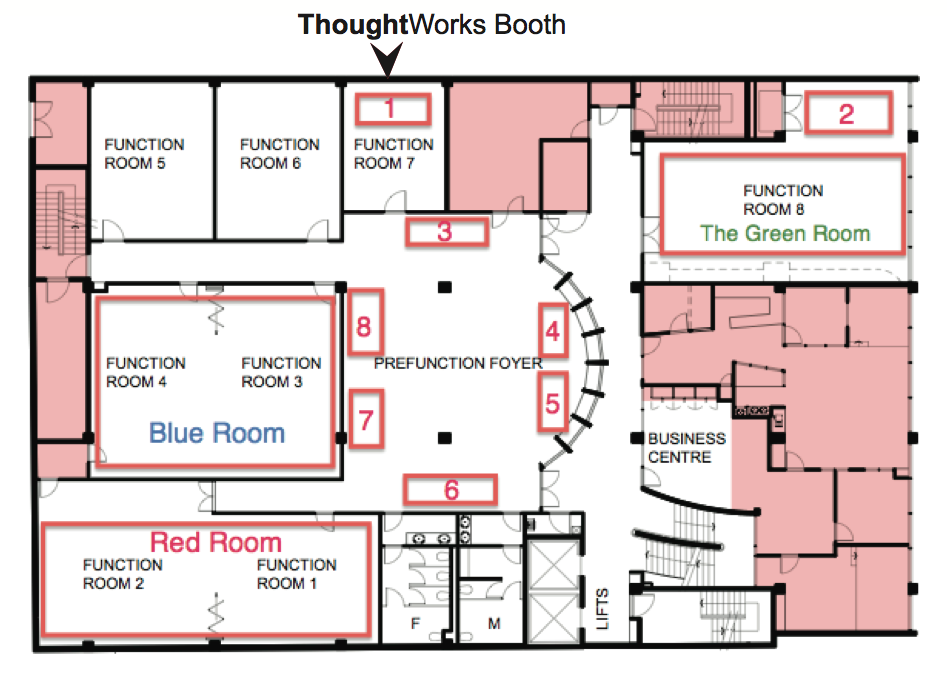 ThoughtWorks Booth
1
2
FUNCTION
ROOM 5
FUNCTION
ROOM 6
FUNCTION
ROOM 7
FUNCTION
ROOM 8
The Green Room
3
8
4
FUNCTION
ROOM 4
FUNCTION
ROOM 3
PREFUNCTION FOYER
Blue Room
7
5
BUSINESS
CENTRE
6
Red Room
FUNCTION
ROOM 2
FUNCTION
ROOM 1
F
M
LIFTS